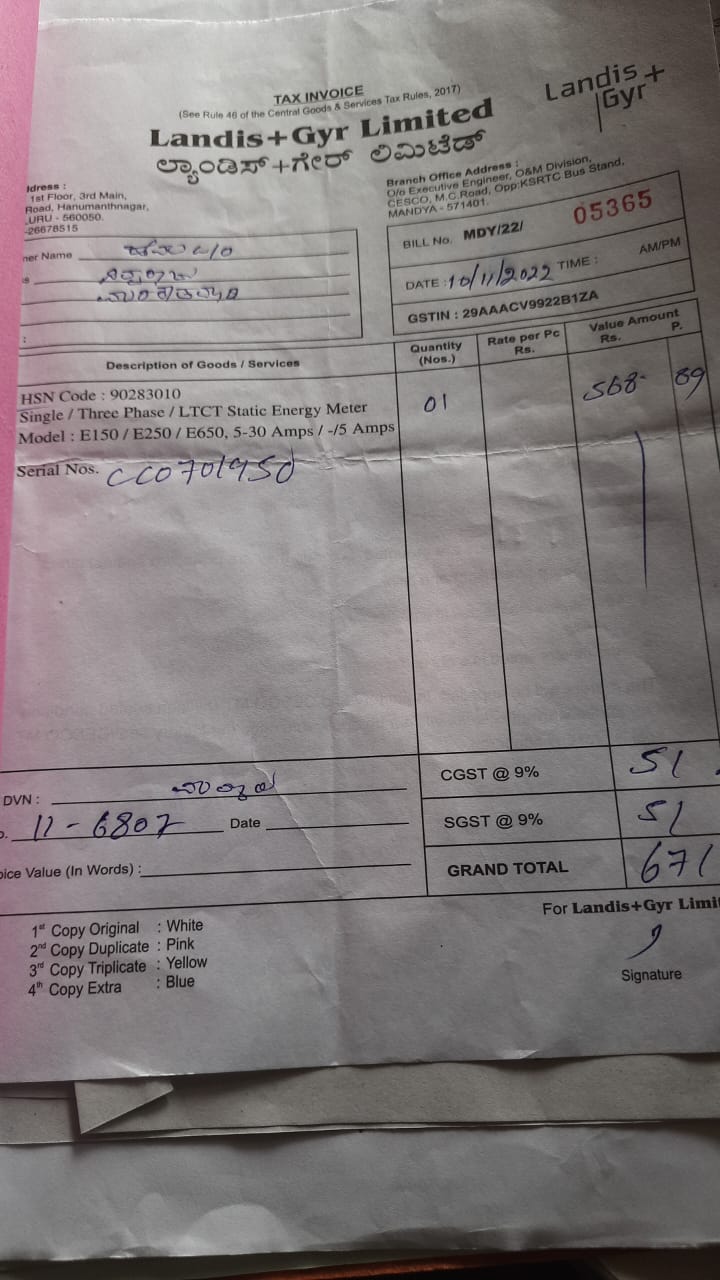 TAX INVOICE
(See Rule 46 of the Central Goods & Services Tax Rules, 2017)
Landis+Gyr Limited
Landis+
Gyr
ಲ್ಯಾಂಡಿಸ್+ಗೇರ್ ಲಿಮಿಟೆಡ್
dress :
1st Floor, 3rd Main,
Road, Hanumanthnagar,
URU - 560050.
-26678515
Branch Office Address :
O/o Executive Engineer, O&M Division,
CESCO, M.C.Road, Opp:KSRTC Bus Stand,
MANDYA - 571401.
ner Name
s
:
BILL No. MDY/22/ 05365
DATE : 10/11/2022 TIME : AM/PM
GSTIN : 29AAACV9922B1ZA
Description of Goods / Services
Quantity
(Nos.)
Rate per Pc
Rs.
Value Amount
Rs. P.
HSN Code : 90283010
Single / Three Phase / LTCT Static Energy Meter
Model : E150 / E250 / E650, 5-30 Amps / -/5 Amps
01
568- 89
Serial Nos.
DVN :
o. 11-6807 Date
oice Value (In Words) :
CGST @ 9% 51
SGST @ 9% 51
GRAND TOTAL 671
1st Copy Original : White
2nd Copy Duplicate : Pink
3rd Copy Triplicate : Yellow
4th Copy Extra : Blue
For Landis+Gyr Limi
Signature